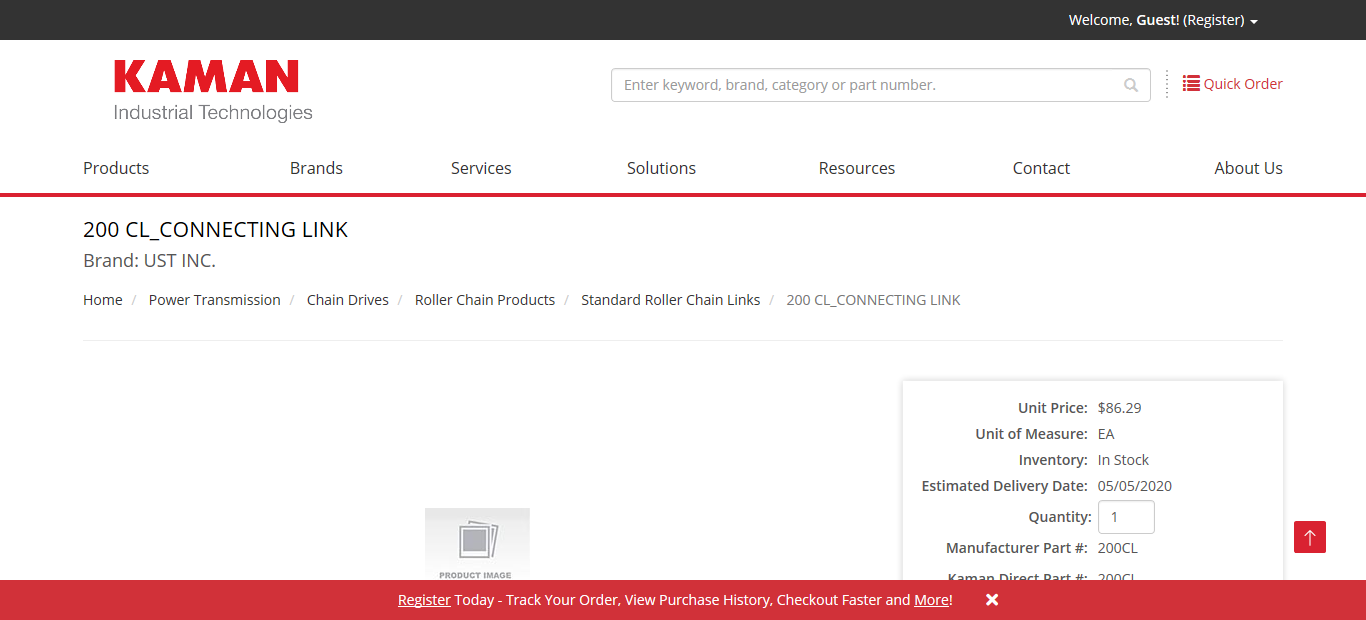 Welcome, Guest! (Register)
KAMAN
Industrial Technologies
Enter keyword, brand, category or part number.
Quick Order
Products Brands Services Solutions Resources Contact About Us
200 CL_CONNECTING LINK
Brand: UST INC.
Home / Power Transmission / Chain Drives / Roller Chain Products / Standard Roller Chain Links / 200 CL_CONNECTING LINK
Unit Price: $86.29
Unit of Measure: EA
Inventory: In Stock
Estimated Delivery Date: 05/05/2020
Quantity: 1
Manufacturer Part #: 200CL
Kaman Direct Part #: 200CL
PRODUCT IMAGE
Register Today - Track Your Order, View Purchase History, Checkout Faster and More!